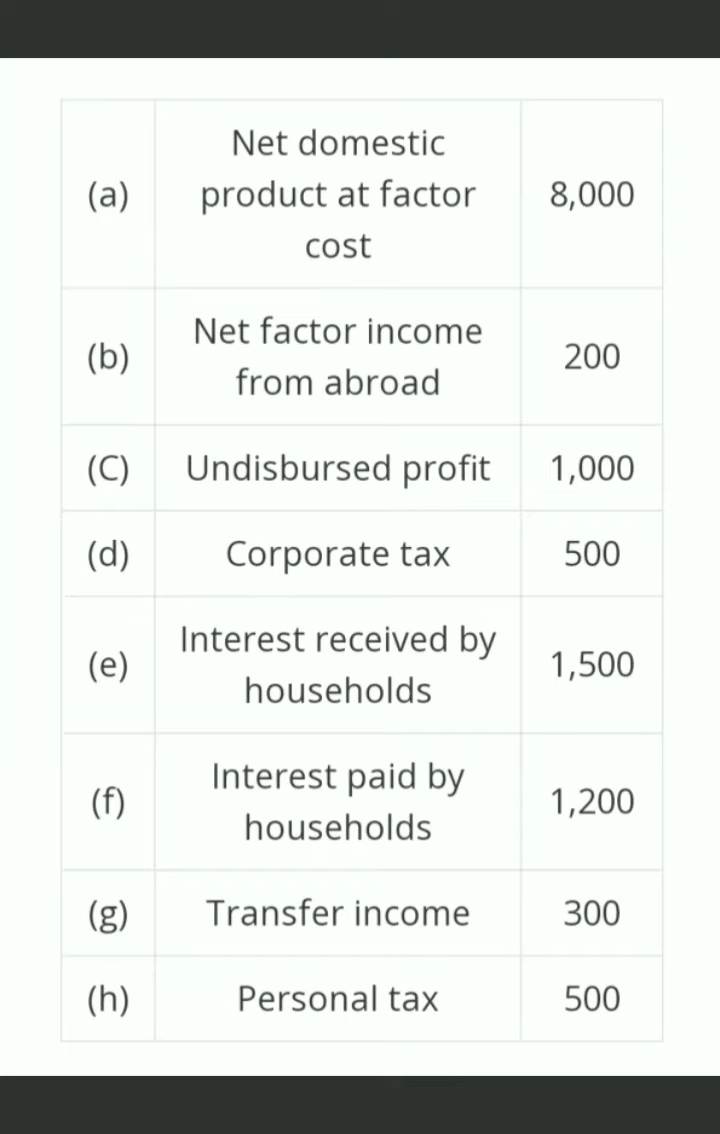 (a) Net domestic product at factor cost 8,000
(b) Net factor income from abroad 200
(C) Undisbursed profit 1,000
(d) Corporate tax 500
(e) Interest received by households 1,500
(f) Interest paid by households 1,200
(g) Transfer income 300
(h) Personal tax 500